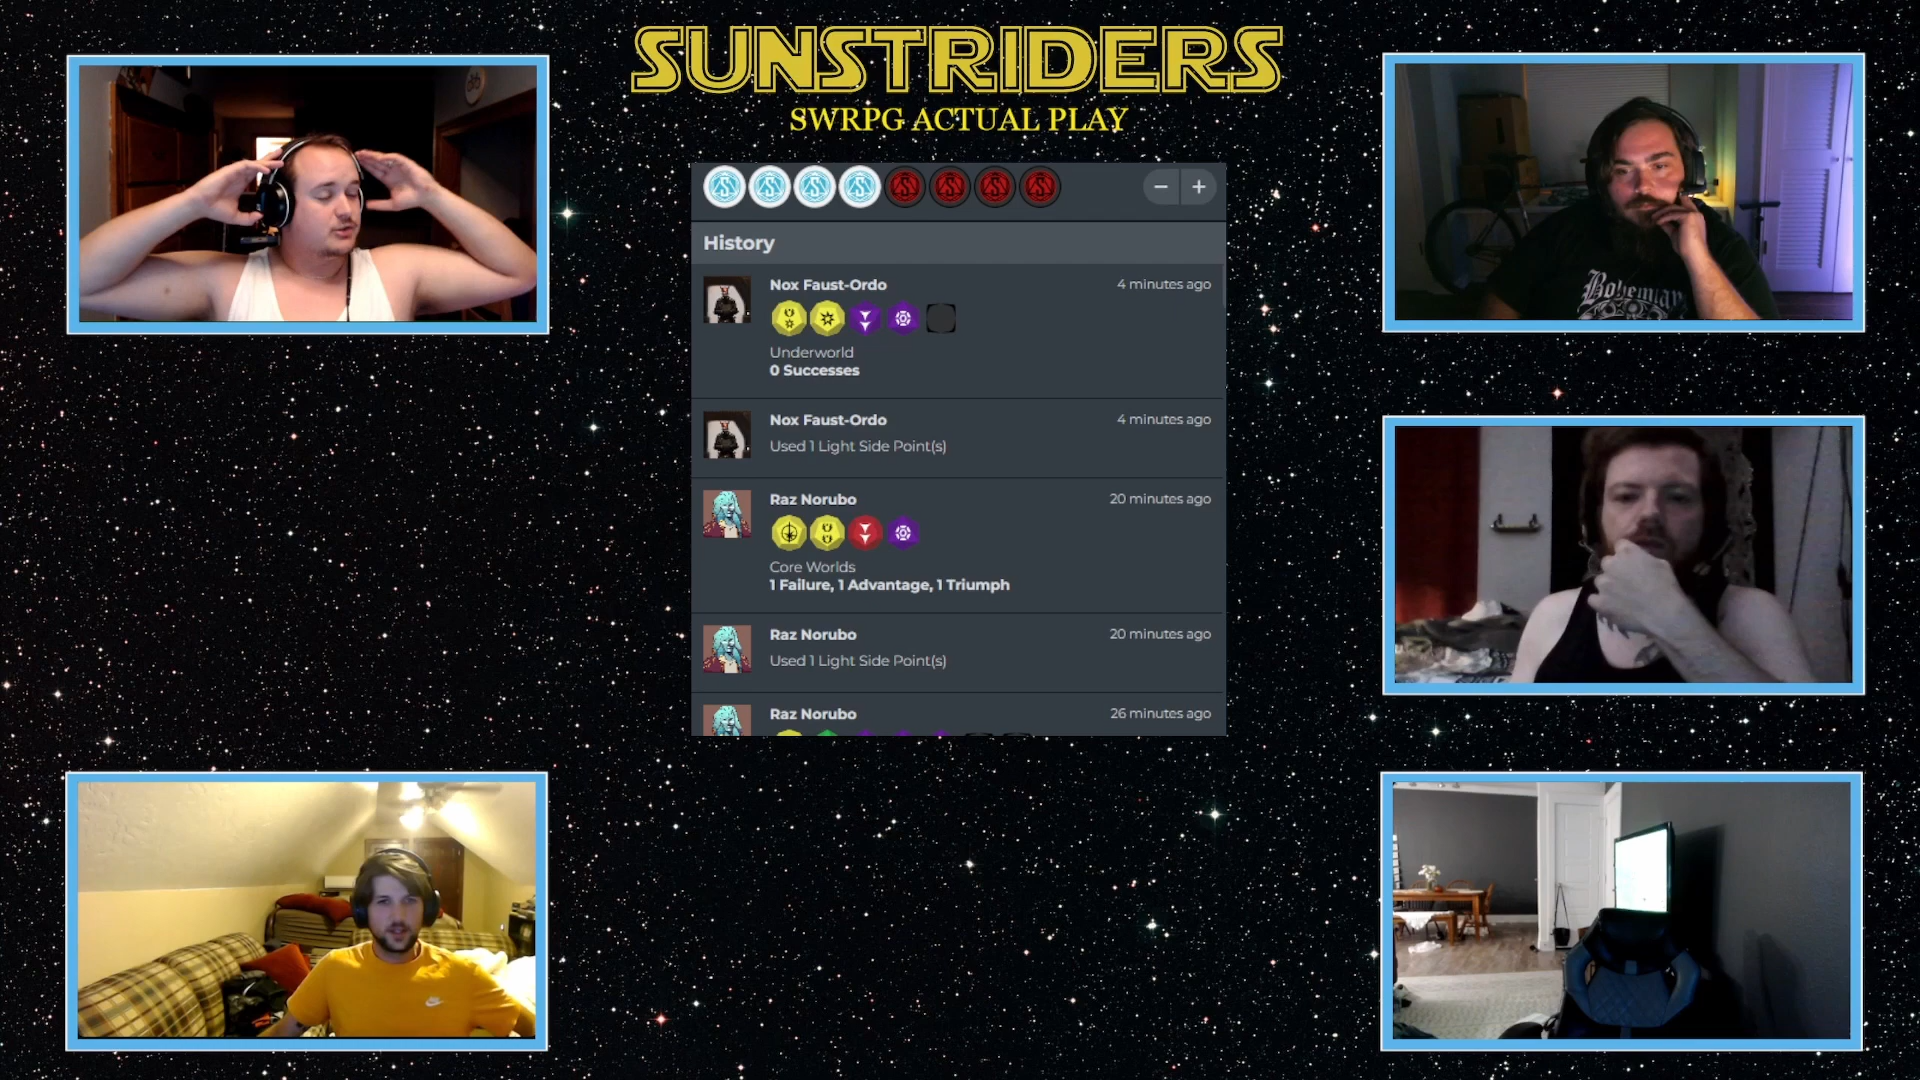 SUNSTRIDERS
SWRPG ACTUAL PLAY
History
Nox Faust-Ordo
4 minutes ago
Underworld
0 Successes
Nox Faust-Ordo
4 minutes ago
Used 1 Light Side Point(s)
Raz Norubo
20 minutes ago
Core Worlds
1 Failure, 1 Advantage, 1 Triumph
Raz Norubo
20 minutes ago
Used 1 Light Side Point(s)
Raz Norubo
26 minutes ago
Bohemian